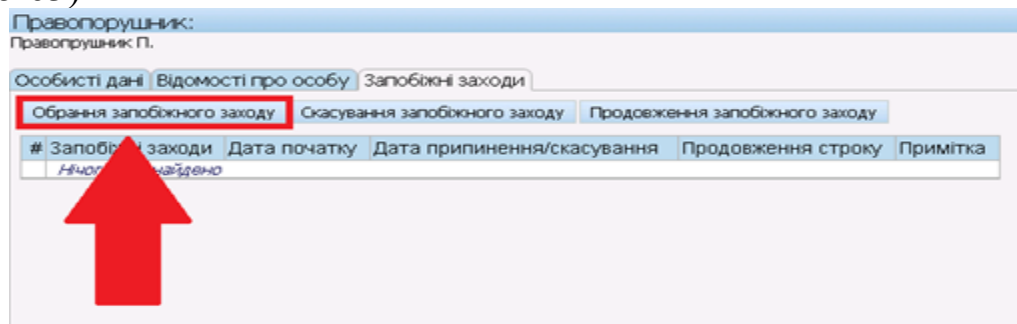 Правопорушник:
Правопрушник П.
Особисті дані Відомості про особу Запобіжні заходи
Обрання запобіжного заходу Скасування запобіжного заходу Продовження запобіжного заходу
# заходи Дата початку Дата припинення/скасування Продовження строку Примітка